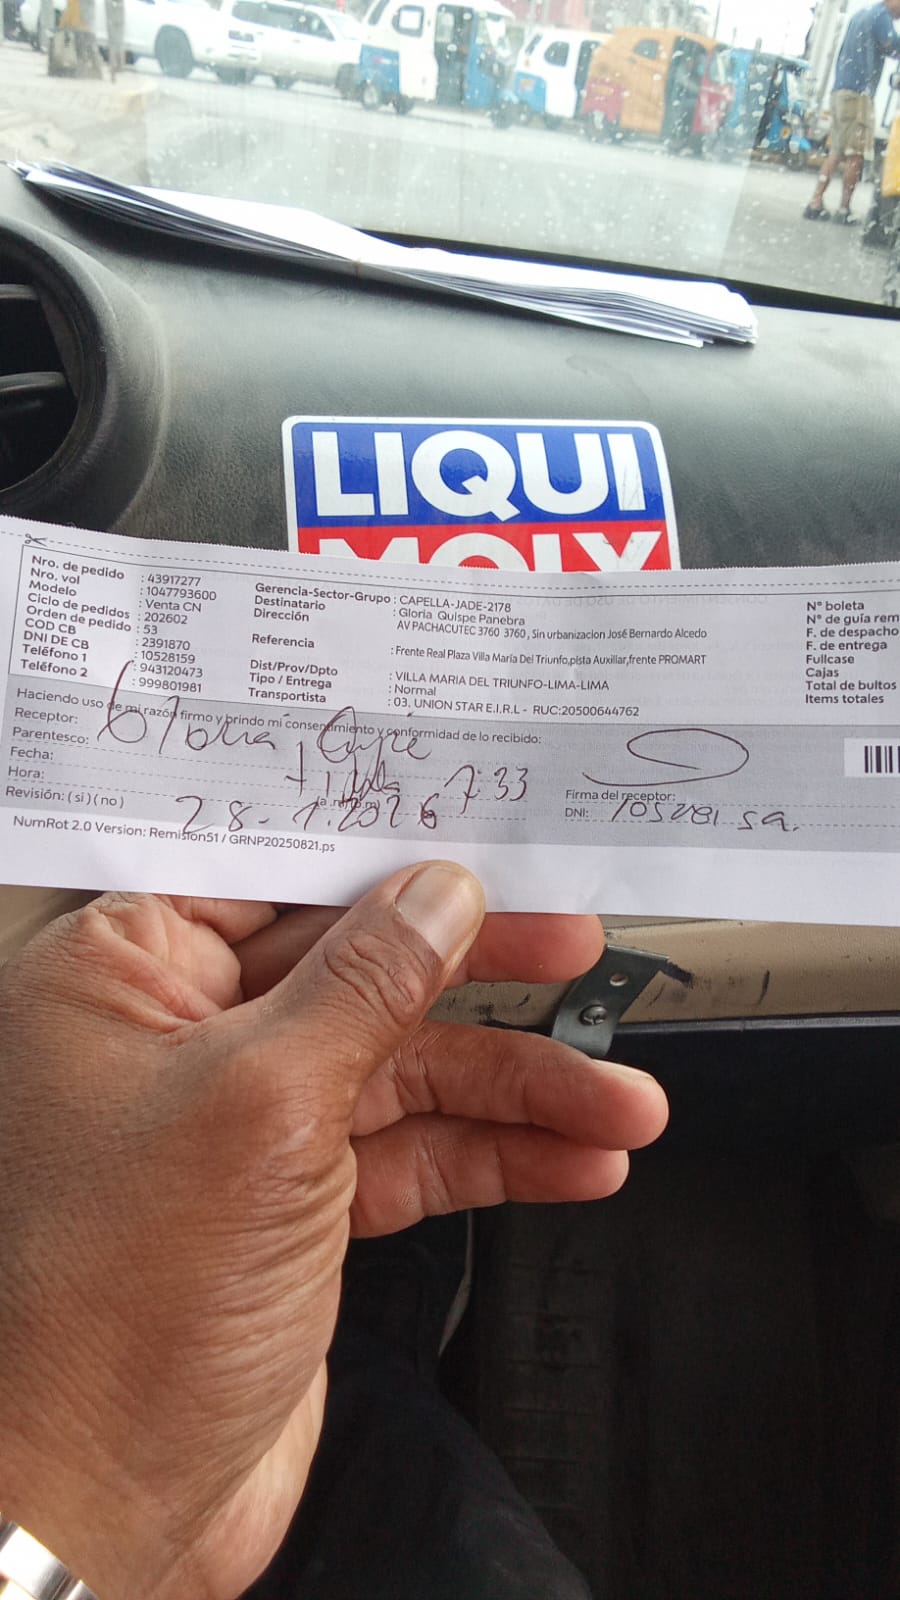 LIQUI
MOLY
Nro. de pedido : 43917277
Nro. vol : 1047793600
Modelo : Venta CN
Ciclo de pedidos : 202602
Orden de pedido : 53
COD CB : 2391870
DNI DE CB : 10528159
Teléfono 1 : 943120473
Teléfono 2 : 999801981
Gerencia-Sector-Grupo : CAPELLA-JADE-2178
Destinatario : Gloria Quispe Panebra
Dirección AV PACHACUTEC 3760 3760 , Sin urbanizacion José Bernardo Alcedo
Referencia : Frente Real Plaza Villa María Del Triunfo,pista Auxiliar,frente PROMART
Dist/Prov/Dpto : VILLA MARIA DEL TRIUNFO-LIMA-LIMA
Tipo / Entrega : Normal
Transportista : 03. UNION STAR E.I.R.L - RUC:20500644762
N° boleta
N° de guía rem
F. de despacho
F. de entrega
Fullcase
Cajas
Total de bultos
Items totales
Haciendo uso de mi razón firmo y brindo mi consentimiento y conformidad de lo recibido:
Receptor: Gloria
Parentesco:
Fecha:
Hora: 7:33
Revisión: ( si ) ( no ) 28.1.2026
Firma del receptor:
DNI:
NumRot 2.0 Version: Remision51 / GRNP20250821.ps